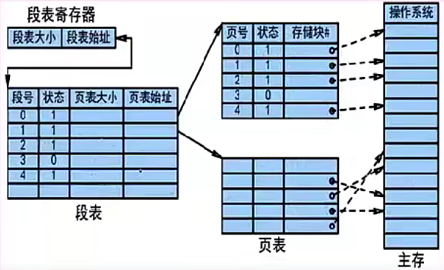 段表寄存器
段表大小 段表始址
段号 状态 页表大小 页表始址
0 1
1 1
2 1
3 0
4 1
段表
页号 状态 存储块#
0 1
1 1
2 1
3 0
4 1
页表
操作系统
主存